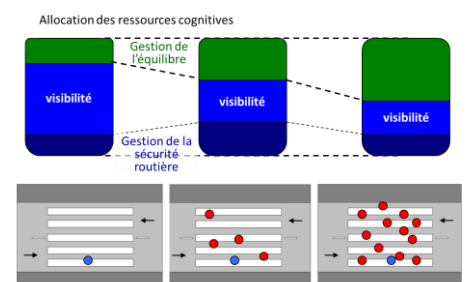 Allocation des ressources cognitives
Gestion de
l'équilibre
visibilité
visibilité
visibilité
Gestion de la
sécurité
routière